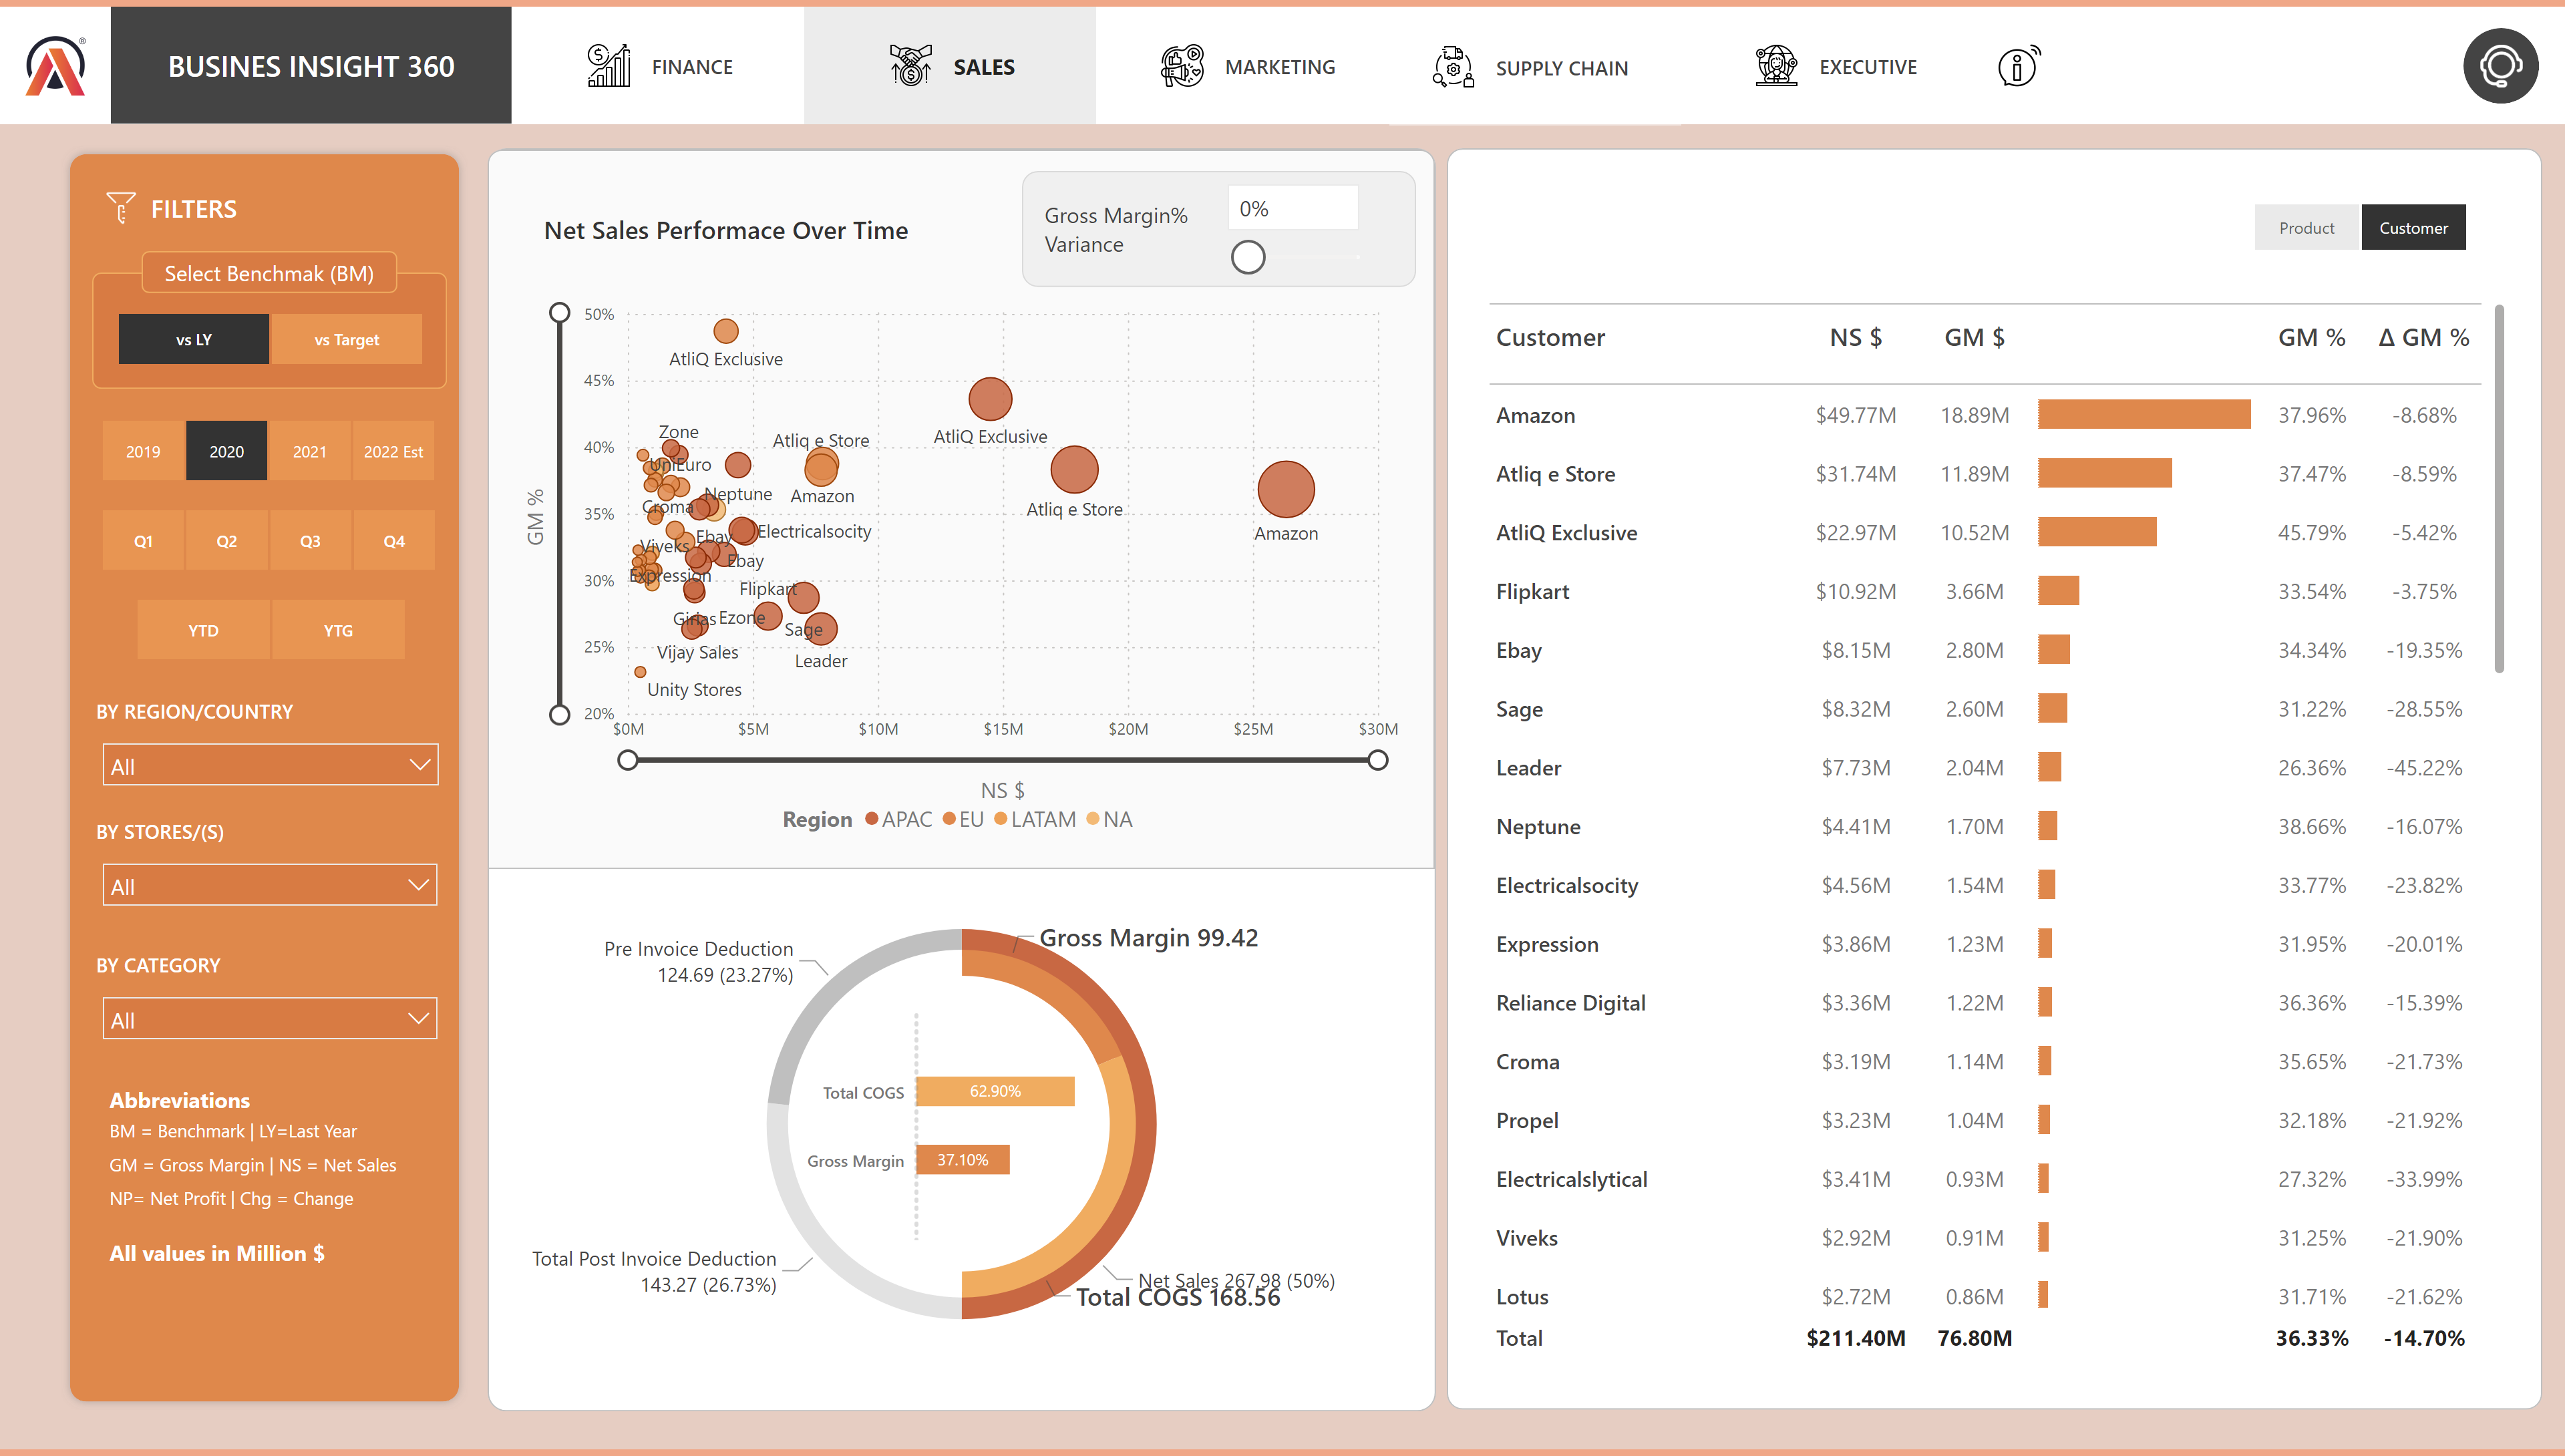 BUSINES INSIGHT 360
FINANCE
SALES
MARKETING
SUPPLY CHAIN
EXECUTIVE
FILTERS
Select Benchmak (BM)
vs LY
vs Target
2019
2020
2021
2022 Est
Q1
Q2
Q3
Q4
YTD
YTG
BY REGION/COUNTRY
All
BY STORES/(S)
All
BY CATEGORY
All
Abbreviations
BM = Benchmark | LY=Last Year
GM = Gross Margin | NS = Net Sales
NP= Net Profit | Chg = Change
All values in Million $
Net Sales Performace Over Time
Gross Margin%
Variance
0%
GM %
50%
45%
40%
35%
30%
25%
20%
AtliQ Exclusive
AtliQ Exclusive
Zone
Atliq e Store
UniEuro
Neptune
Amazon
Croma
Atliq e Store
Amazon
Electricalsocity
Ebay
Viveks
Ebay
Expression
Flipkart
Girias
Ezone
Sage
Vijay Sales
Leader
Unity Stores
$0M
$5M
$10M
$15M
$20M
$25M
$30M
NS $
Region APAC EU LATAM NA
Gross Margin 99.42
Pre Invoice Deduction
124.69 (23.27%)
Total COGS 62.90%
Gross Margin 37.10%
Total Post Invoice Deduction
143.27 (26.73%)
Net Sales 267.98 (50%)
Total COGS 168.56
Product
Customer
Customer NS $ GM $ GM % Δ GM %
Amazon $49.77M 18.89M 37.96% -8.68%
Atliq e Store $31.74M 11.89M 37.47% -8.59%
AtliQ Exclusive $22.97M 10.52M 45.79% -5.42%
Flipkart $10.92M 3.66M 33.54% -3.75%
Ebay $8.15M 2.80M 34.34% -19.35%
Sage $8.32M 2.60M 31.22% -28.55%
Leader $7.73M 2.04M 26.36% -45.22%
Neptune $4.41M 1.70M 38.66% -16.07%
Electricalsocity $4.56M 1.54M 33.77% -23.82%
Expression $3.86M 1.23M 31.95% -20.01%
Reliance Digital $3.36M 1.22M 36.36% -15.39%
Croma $3.19M 1.14M 35.65% -21.73%
Propel $3.23M 1.04M 32.18% -21.92%
Electricalslytical $3.41M 0.93M 27.32% -33.99%
Viveks $2.92M 0.91M 31.25% -21.90%
Lotus $2.72M 0.86M 31.71% -21.62%
Total $211.40M 76.80M 36.33% -14.70%